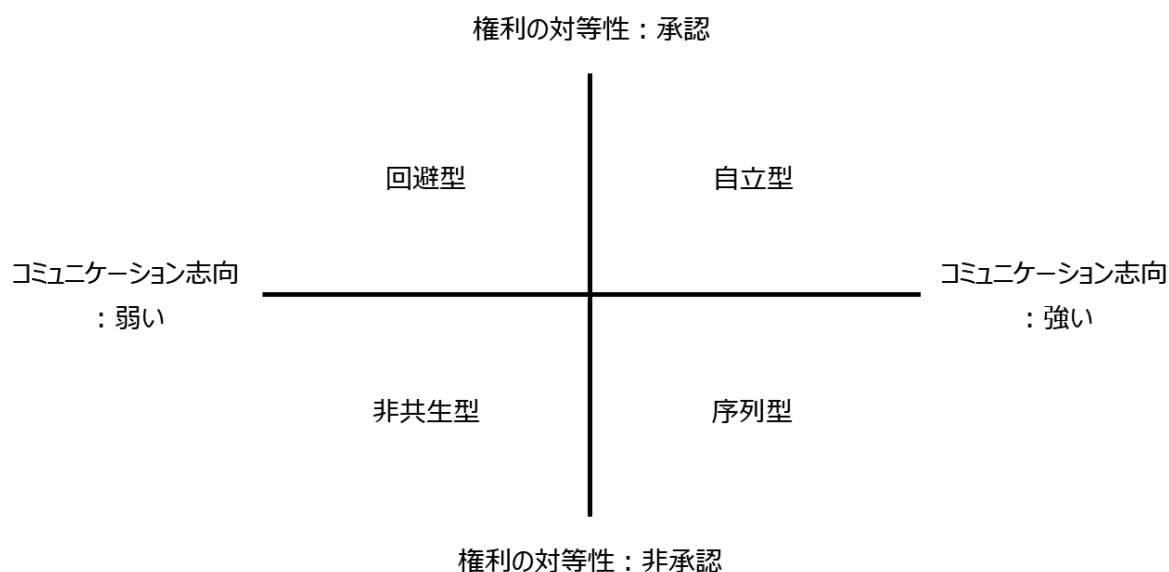 権利の対等性：承認
回避型
自立型
コミュニケーション志向
：弱い
コミュニケーション志向
：強い
非共生型
序列型
権利の対等性：非承認